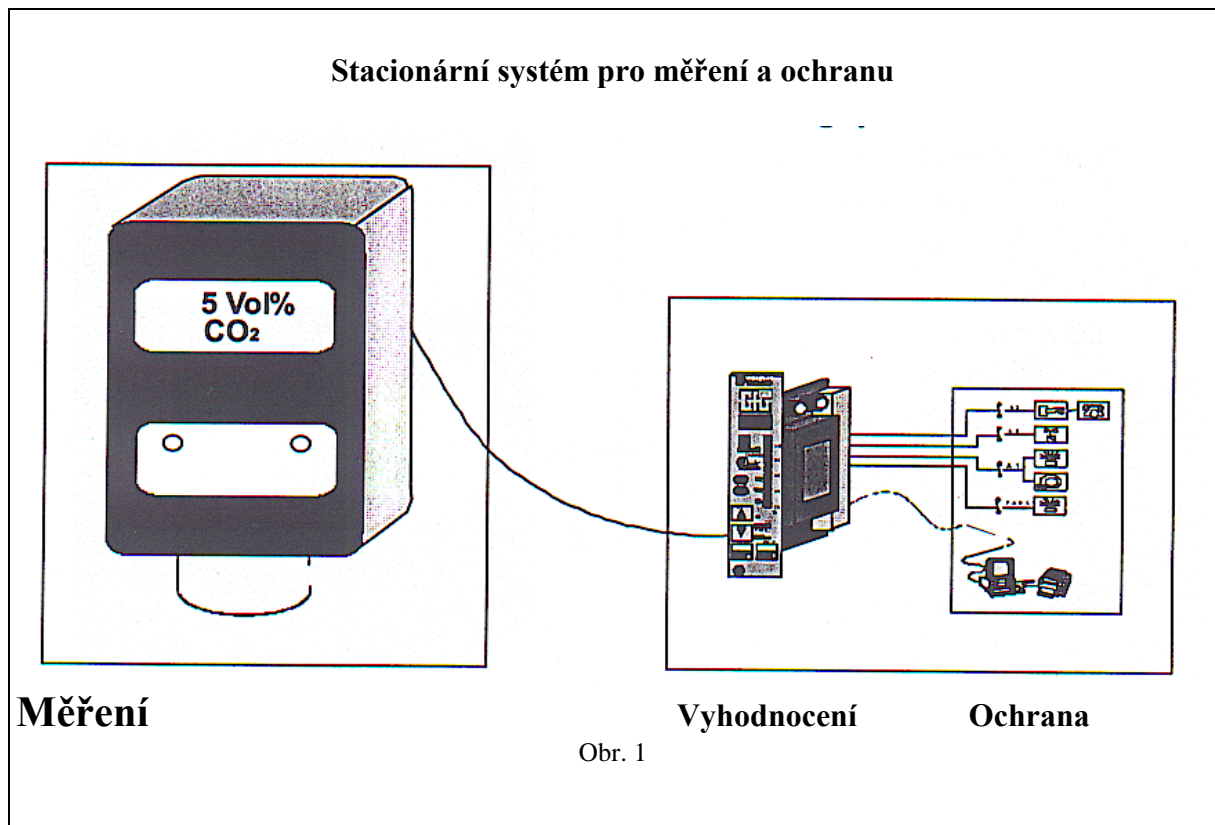 Stacionární systém pro měření a ochranu
5 Vol%
CO₂
Měření
Vyhodnocení
Ochrana
Obr. 1